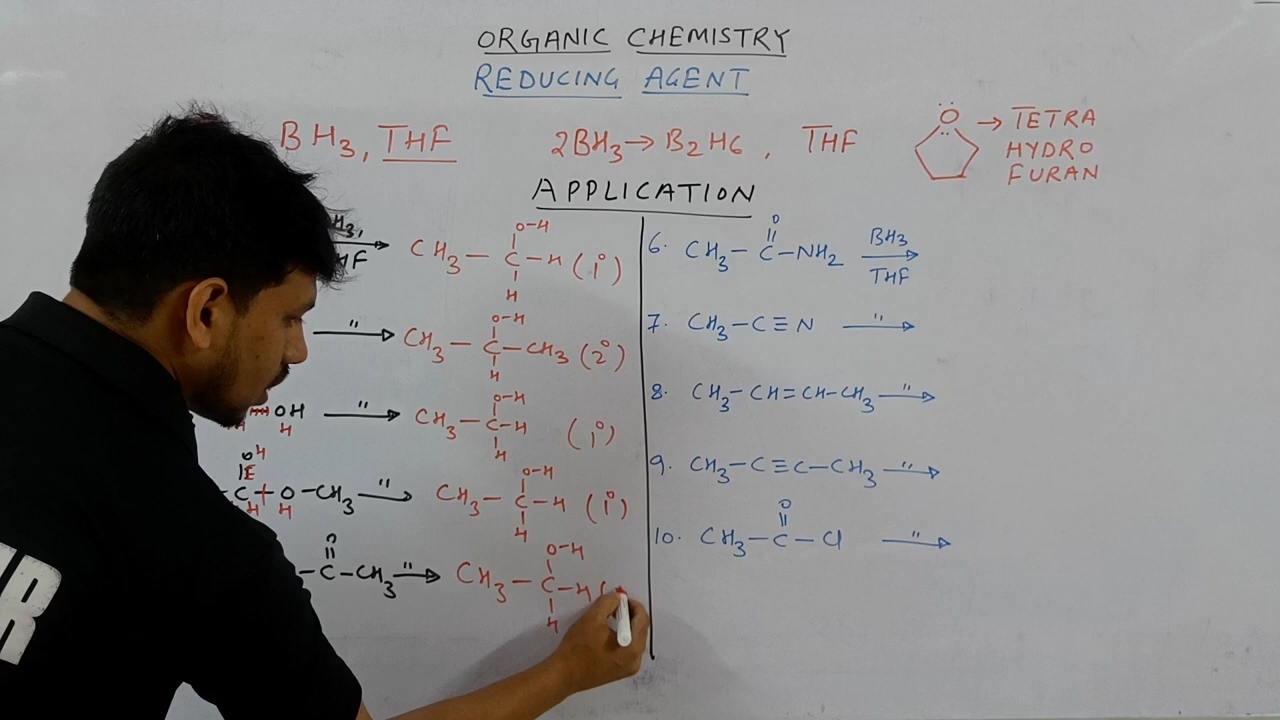 ORGANIC CHEMISTRY
REDUCING AGENT
BH3, THF 2BH3→B2H6, THF
O → TETRA
HYDRO
FURAN
APPLICATION
H3,
HF
→ CH3–C–H (1°)
O–H
H
" → CH3–C–CH3 (2°)
O–H
H
OH " → CH3–C–H (1°)
H
O–H
H
O H
C+O–CH3 " → CH3–C–H (1°)
H H
O–H
H
O
–C–CH3 " → CH3–C–H (
O–H
H
6. CH3–C–NH2 BH3 →
O
THF
7. CH3–C≡N " →
8. CH3–CH=CH–CH3 " →
9. CH3–C≡C–CH3 " →
10. CH3–C–Cl " →
O
R